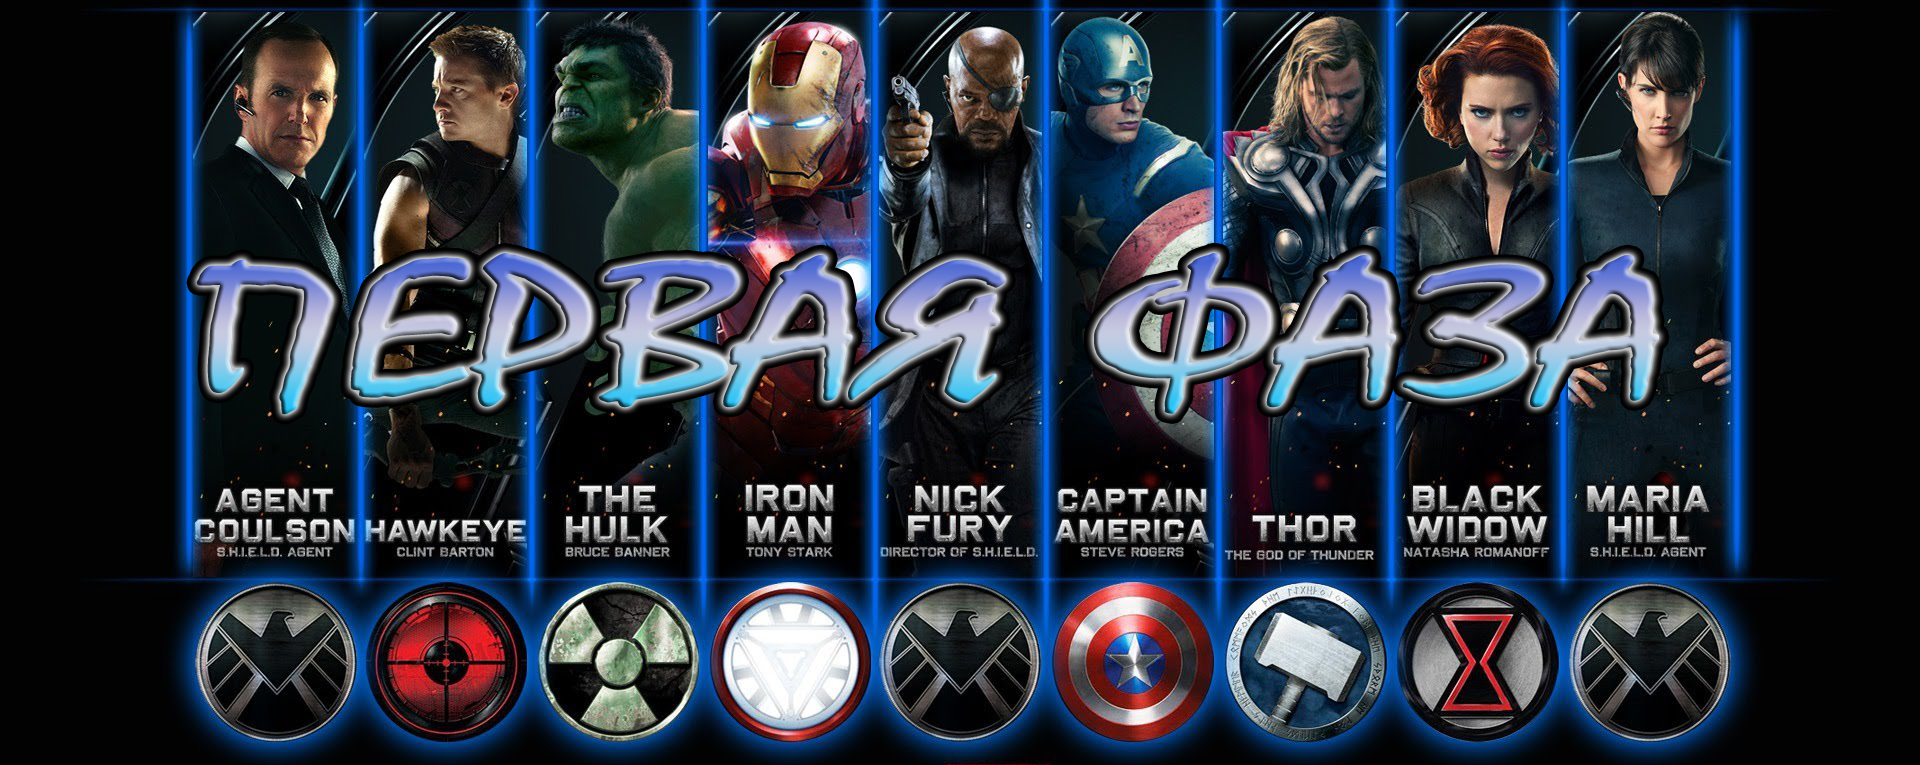 ПЕРВАЯ ФАЗА
AGENT
COULSON
S.H.I.E.L.D. AGENT
HAWKEYE
CLINT BARTON
THE
HULK
BRUCE BANNER
IRON
MAN
TONY STARK
NICK
FURY
DIRECTOR OF S.H.I.E.L.D.
CAPTAIN
AMERICA
STEVE ROGERS
THOR
THE GOD OF THUNDER
BLACK
WIDOW
NATASHA ROMANOFF
MARIA
HILL
S.H.I.E.L.D. AGENT